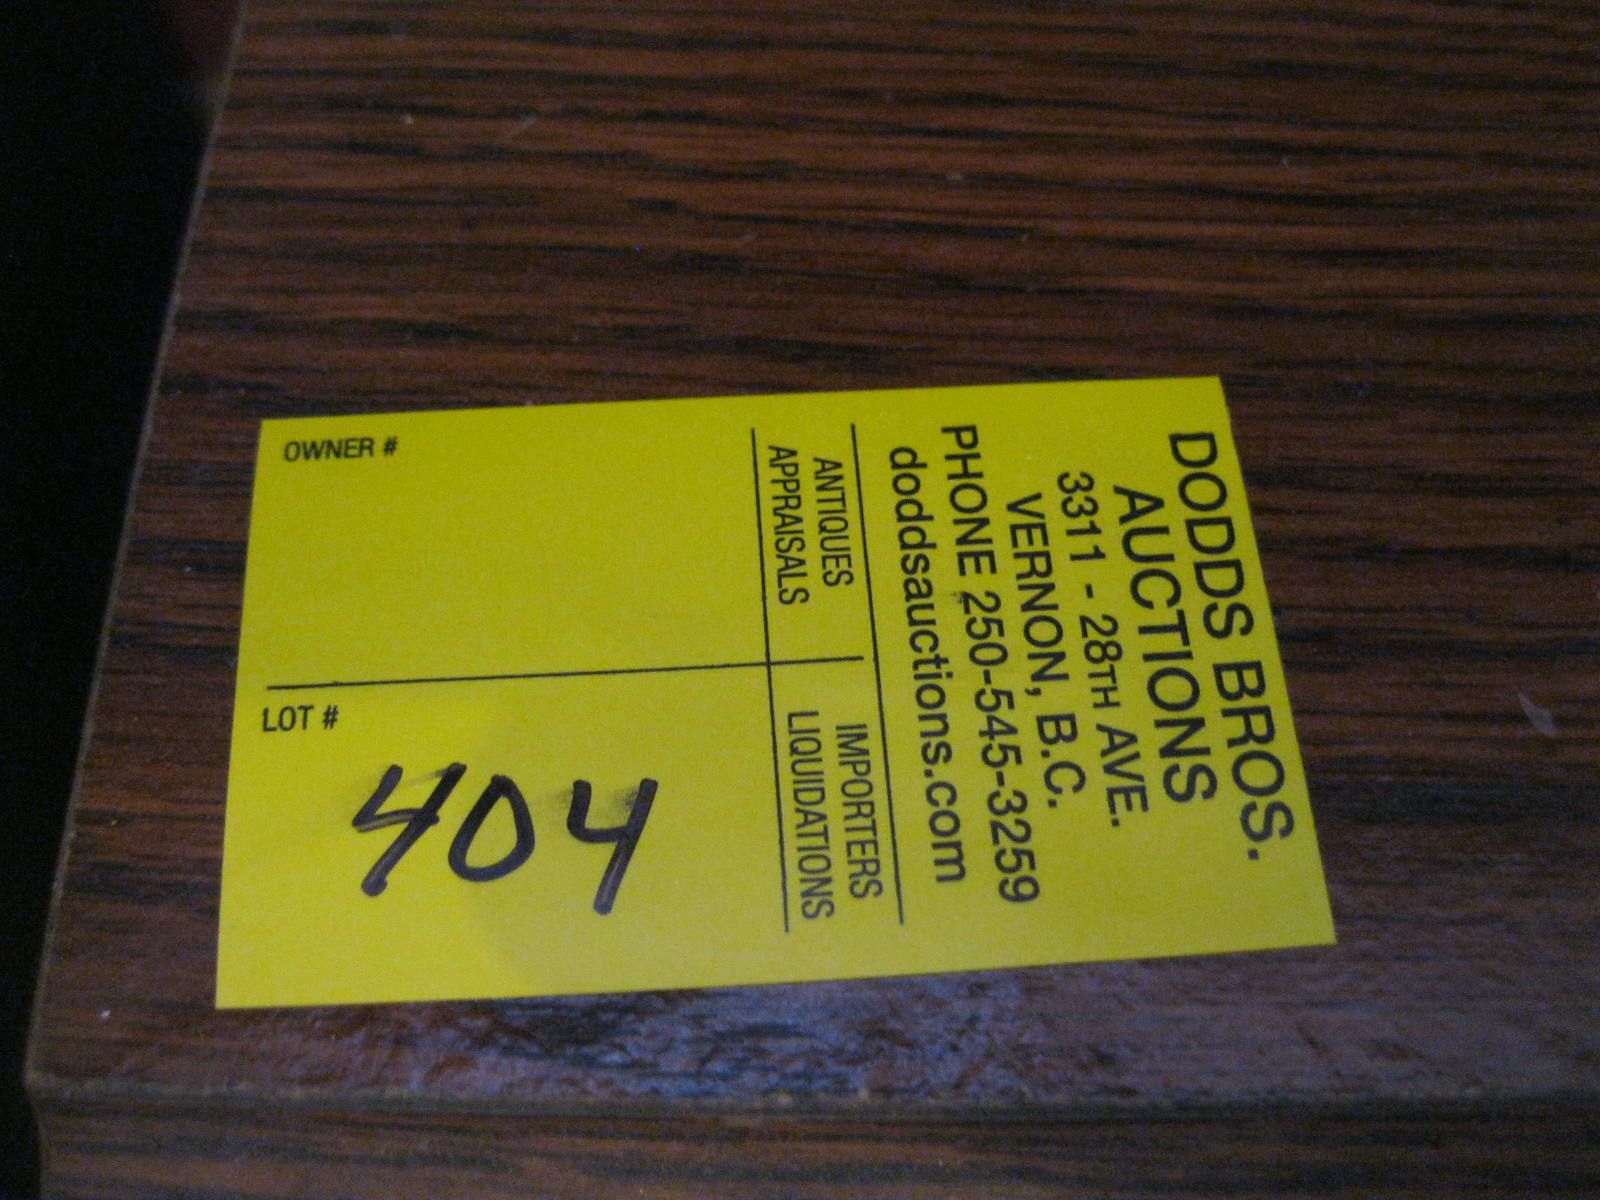 DODDS BROS.
AUCTIONS
3311 - 28TH AVE.
VERNON, B.C.
PHONE 250-545-3259
doddsauctions.com
ANTIQUES IMPORTERS
APPRAISALS LIQUIDATIONS
OWNER #
LOT #
404